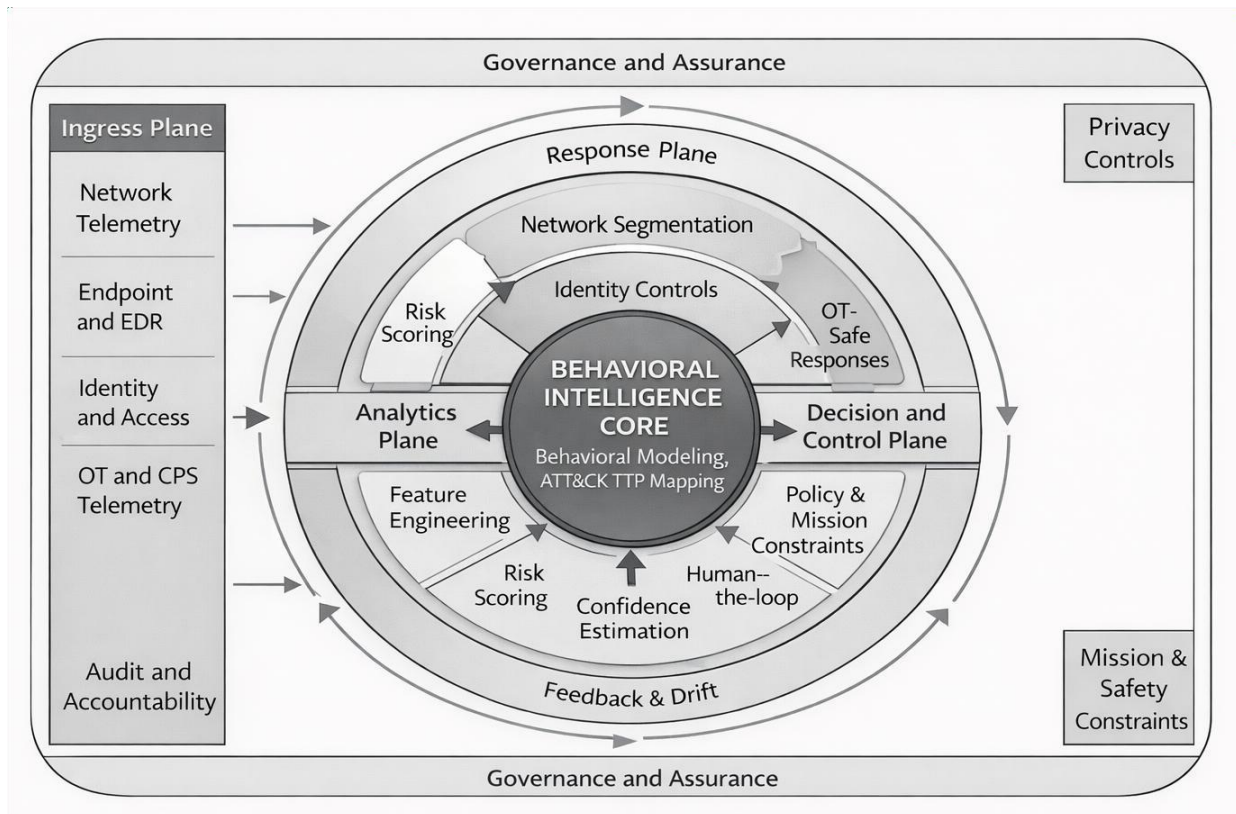 Governance and Assurance
Ingress Plane
Network
Telemetry
Endpoint
and EDR
Identity
and Access
OT and CPS
Telemetry
Audit and
Accountability
Response Plane
Network Segmentation
Identity Controls
Risk
Scoring
OT-
Safe
Responses
BEHAVIORAL
INTELLIGENCE
CORE
Behavioral Modeling,
ATT&CK TTP Mapping
Analytics
Plane
Decision and
Control Plane
Feature
Engineering
Risk
Scoring
Confidence
Estimation
Human--
the-loop
Policy &
Mission
Constraints
Feedback & Drift
Privacy
Controls
Mission &
Safety
Constraints
Governance and Assurance